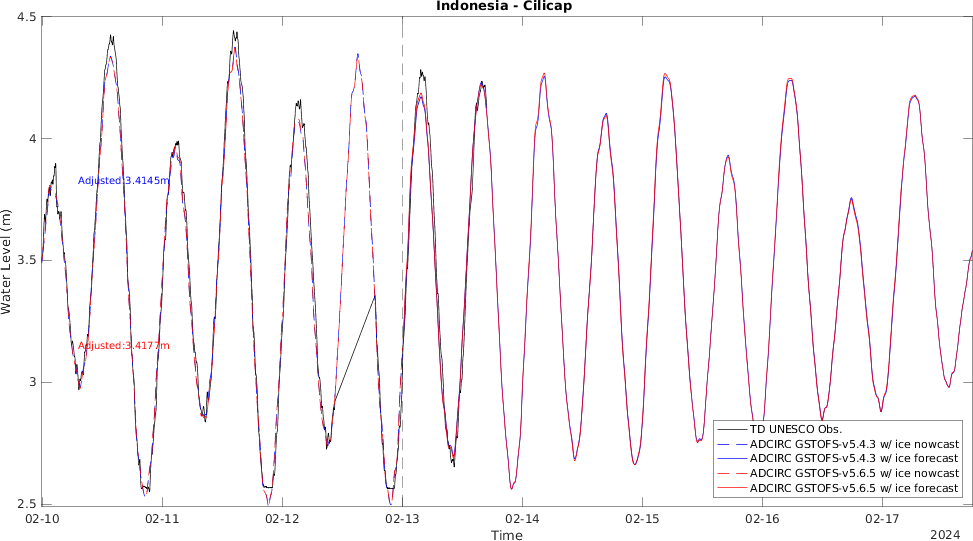 Indonesia - Cilicap
4.5
4
3.5
3
2.5
Water Level (m)
Adjusted:3.4145m
Adjusted:3.4177m
TD UNESCO Obs.
ADCIRC GSTOFS-v5.4.3 w/ ice nowcast
ADCIRC GSTOFS-v5.4.3 w/ ice forecast
ADCIRC GSTOFS-v5.6.5 w/ ice nowcast
ADCIRC GSTOFS-v5.6.5 w/ ice forecast
02-10 02-11 02-12 02-13 02-14 02-15 02-16 02-17
Time
2024